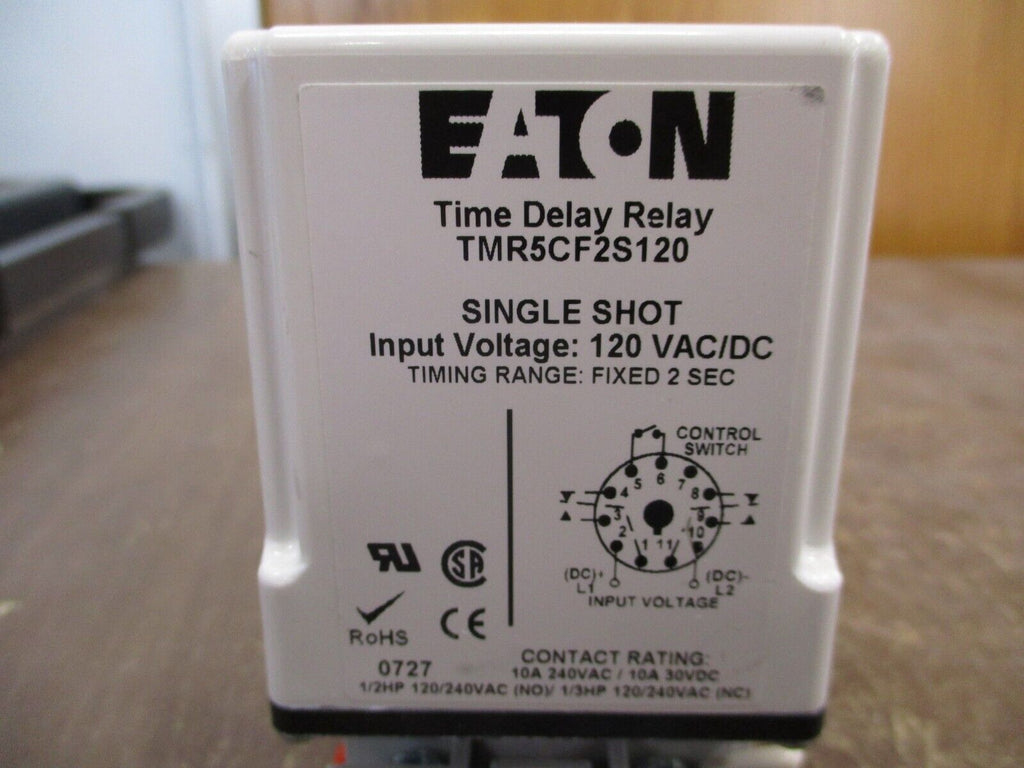 EATON
Time Delay Relay
TMR5CF2S120
SINGLE SHOT
Input Voltage: 120 VAC/DC
TIMING RANGE: FIXED 2 SEC
CONTROL
SWITCH
5 6 7
4 8
3 9
2 10
1 11
(DC)+ (DC)-
L1 L2
INPUT VOLTAGE
RU SA
CE
RoHS
0727
CONTACT RATING:
10A 240VAC / 10A 30VDC
1/2HP 120/240VAC (NO)/ 1/3HP 120/240VAC (NC)